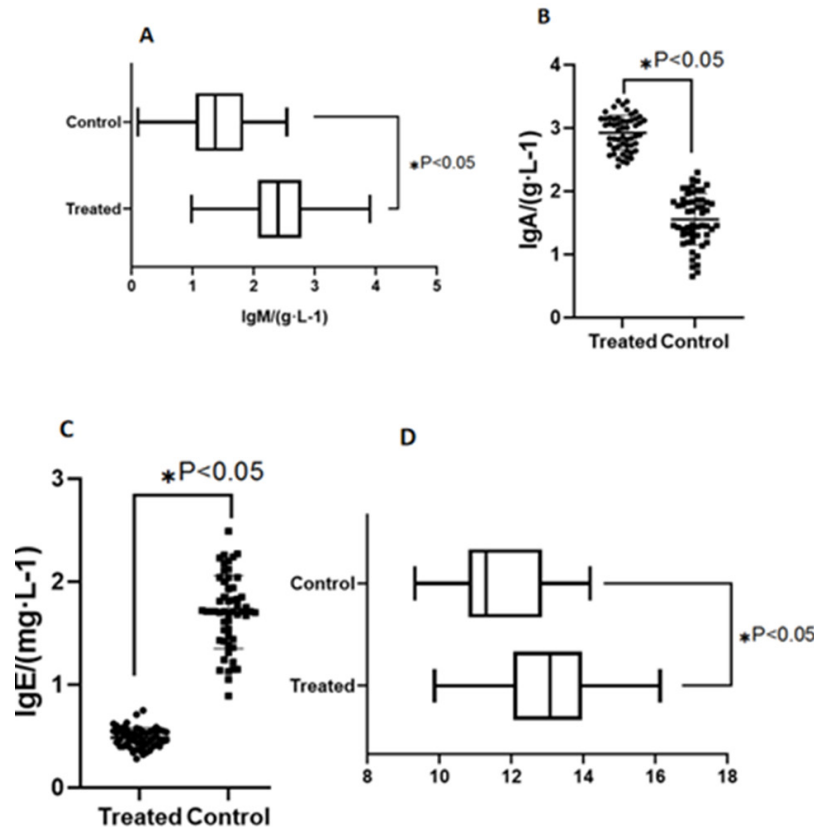 A
Control
Treated
*P<0.05
0 1 2 3 4 5
IgM/(g·L-1)
B
*P<0.05
4
3
2
1
0
IgA/(g·L-1)
Treated Control
C
*P<0.05
3
2
1
0
IgE/(mg·L-1)
Treated Control
D
Control
Treated
*P<0.05
8 10 12 14 16 18